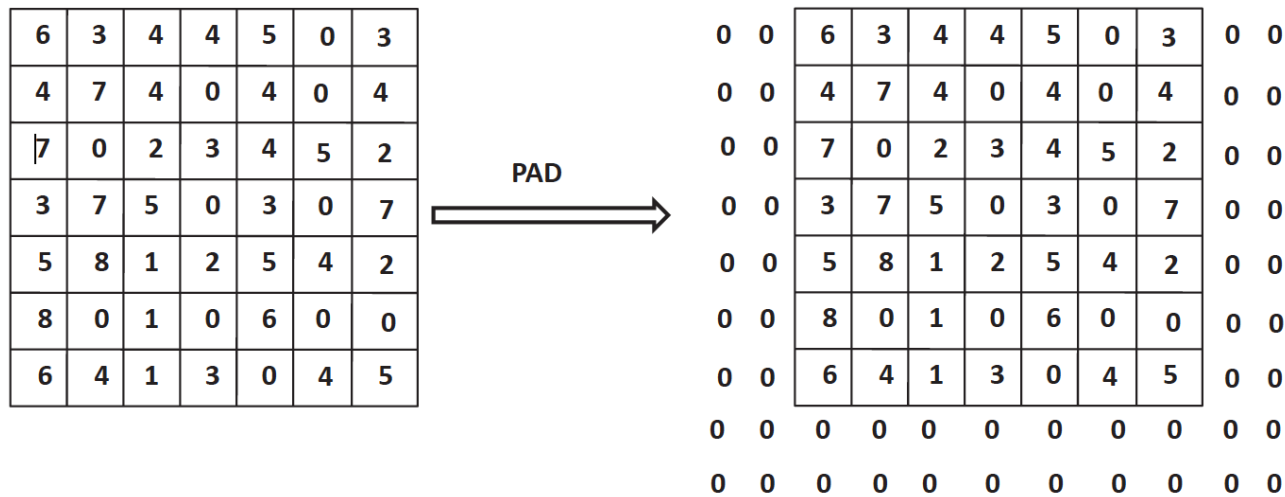 6 3 4 4 5 0 3
4 7 4 0 4 0 4
7 0 2 3 4 5 2
3 7 5 0 3 0 7
5 8 1 2 5 4 2
8 0 1 0 6 0 0
6 4 1 3 0 4 5
PAD
0 0 6 3 4 4 5 0 3 0 0
0 0 4 7 4 0 4 0 4 0 0
0 0 7 0 2 3 4 5 2 0 0
0 0 3 7 5 0 3 0 7 0 0
0 0 5 8 1 2 5 4 2 0 0
0 0 8 0 1 0 6 0 0 0 0
0 0 6 4 1 3 0 4 5 0 0
0 0 0 0 0 0 0 0 0 0 0
0 0 0 0 0 0 0 0 0 0 0